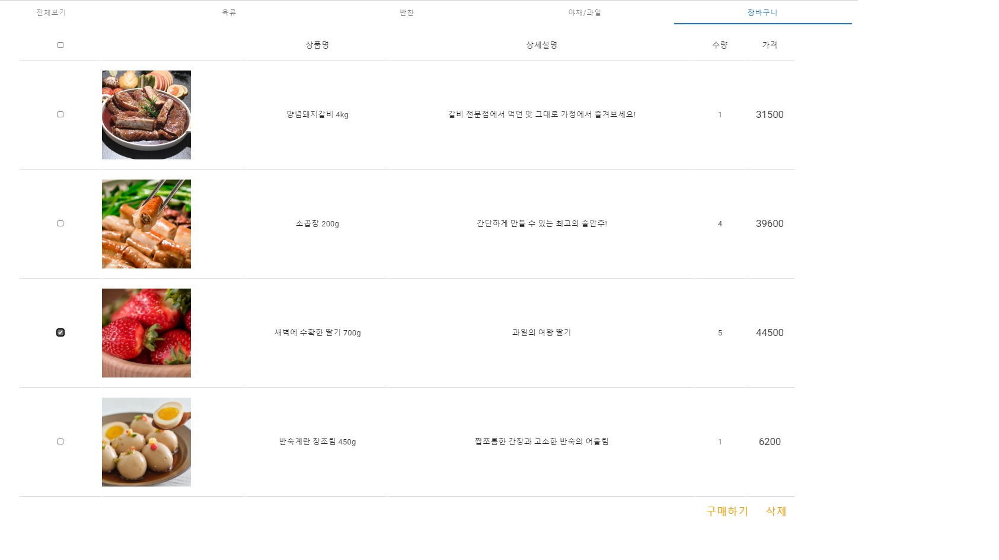 전체보기 육류 반찬 야채/과일 장바구니
상품명 상세설명 수량 가격
양념돼지갈비 4kg 갈비 전문점에서 먹던 맛 그대로 가정에서 즐겨보세요! 1 31500
소곱창 200g 간단하게 만들 수 있는 최고의 술안주! 4 39600
새벽에 수확한 딸기 700g 과일의 여왕 딸기 5 44500
반숙계란 장조림 450g 짭쪼름한 간장과 고소한 반숙의 어울림 1 6200
구매하기 삭제